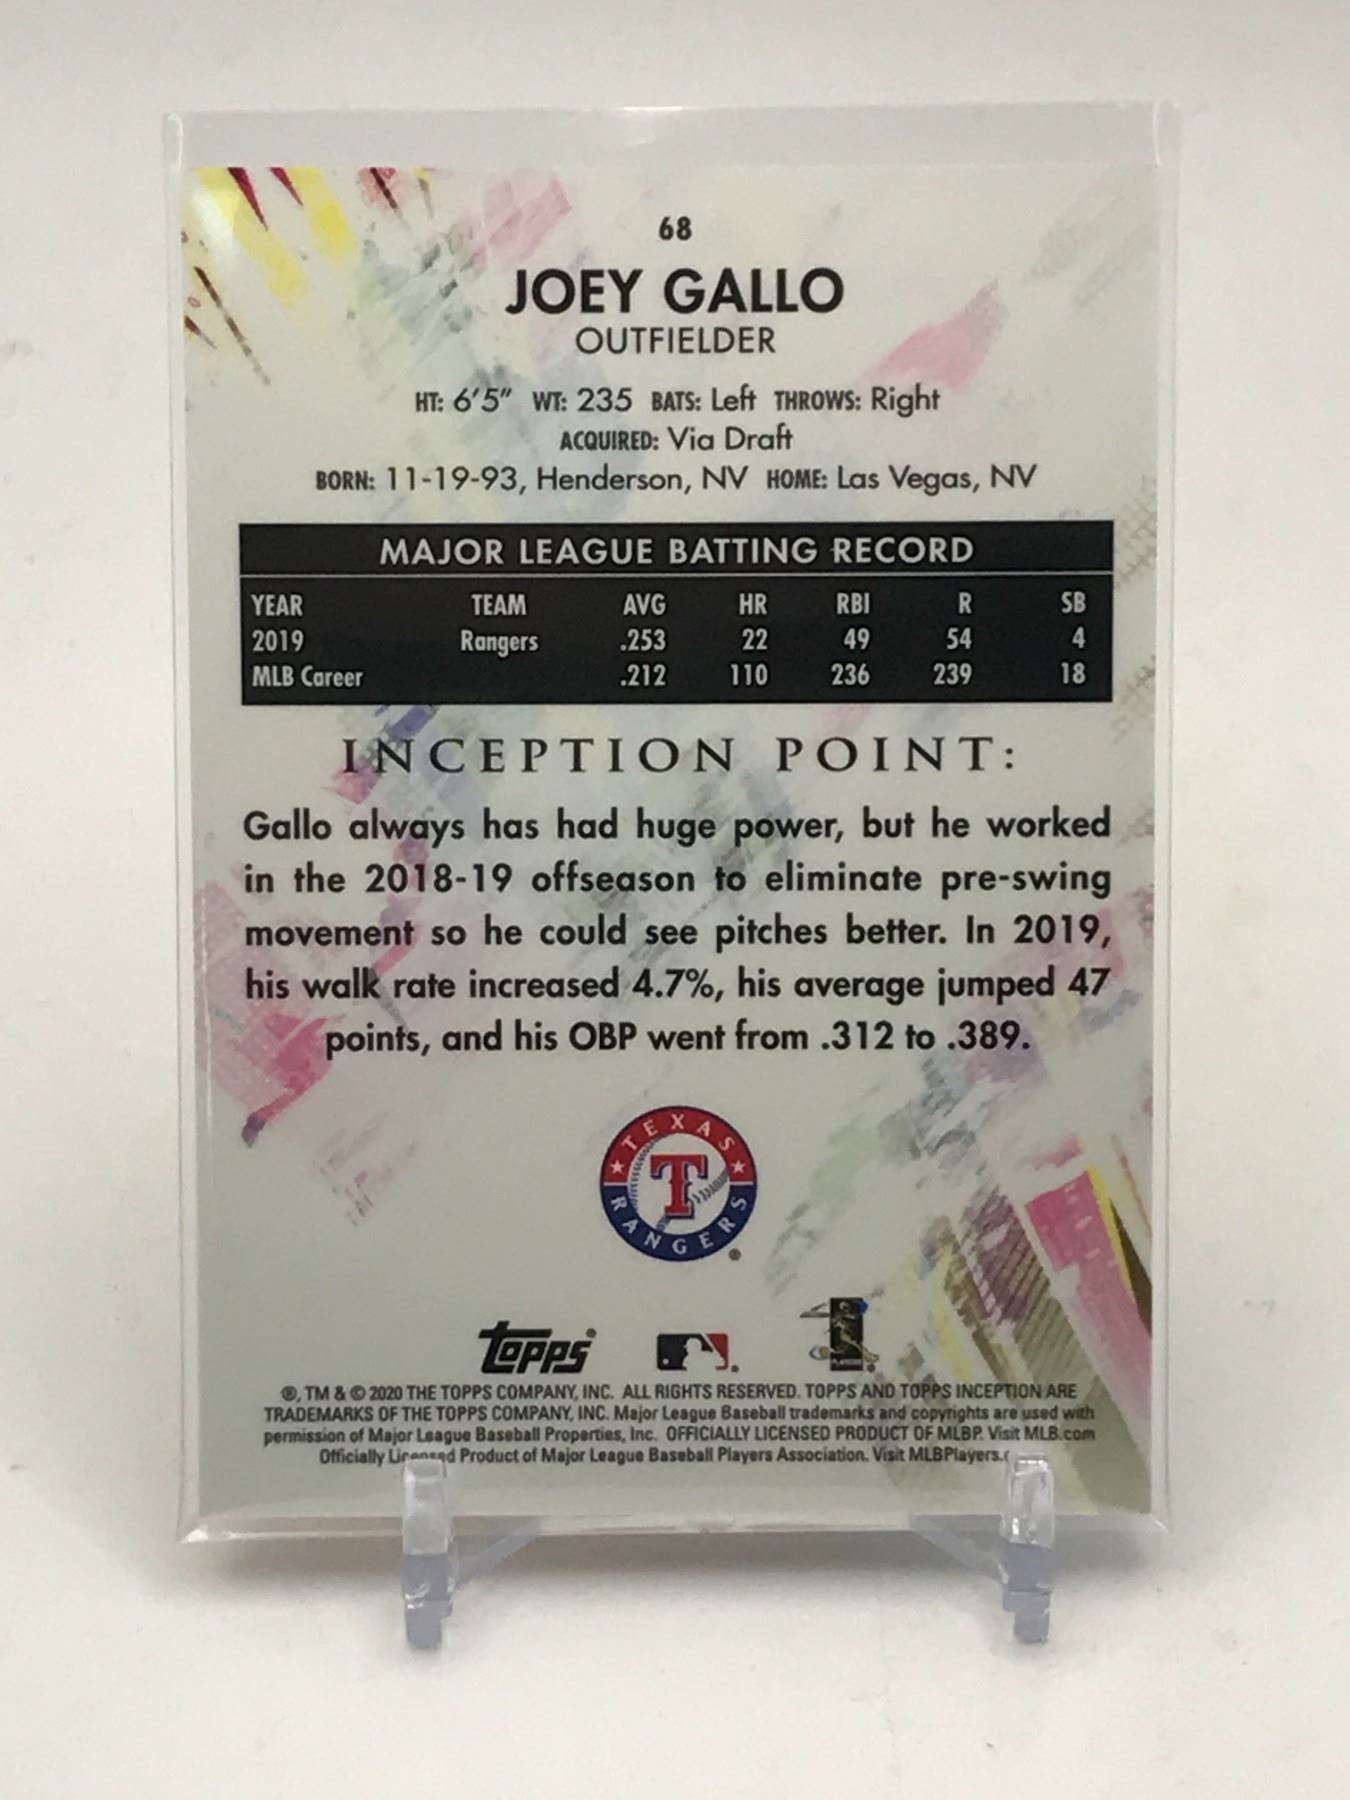 68
JOEY GALLO
OUTFIELDER
HT: 6'5" WT: 235 BATS: Left THROWS: Right
ACQUIRED: Via Draft
BORN: 11-19-93, Henderson, NV HOME: Las Vegas, NV
MAJOR LEAGUE BATTING RECORD
YEAR TEAM AVG HR RBI R SB
2019 Rangers .253 22 49 54 4
MLB Career .212 110 236 239 18
INCEPTION POINT:
Gallo always has had huge power, but he worked
in the 2018-19 offseason to eliminate pre-swing
movement so he could see pitches better. In 2019,
his walk rate increased 4.7%, his average jumped 47
points, and his OBP went from .312 to .389.
TEXAS
T
RANGERS
®
topps®
®
PLAYERS
®, TM & © 2020 THE TOPPS COMPANY, INC. ALL RIGHTS RESERVED. TOPPS AND TOPPS INCEPTION ARE
TRADEMARKS OF THE TOPPS COMPANY, INC. Major League Baseball trademarks and copyrights are used with
permission of Major League Baseball Properties, Inc. OFFICIALLY LICENSED PRODUCT OF MLBP. Visit MLB.com
Officially Licensed Product of Major League Baseball Players Association. Visit MLBPlayers.